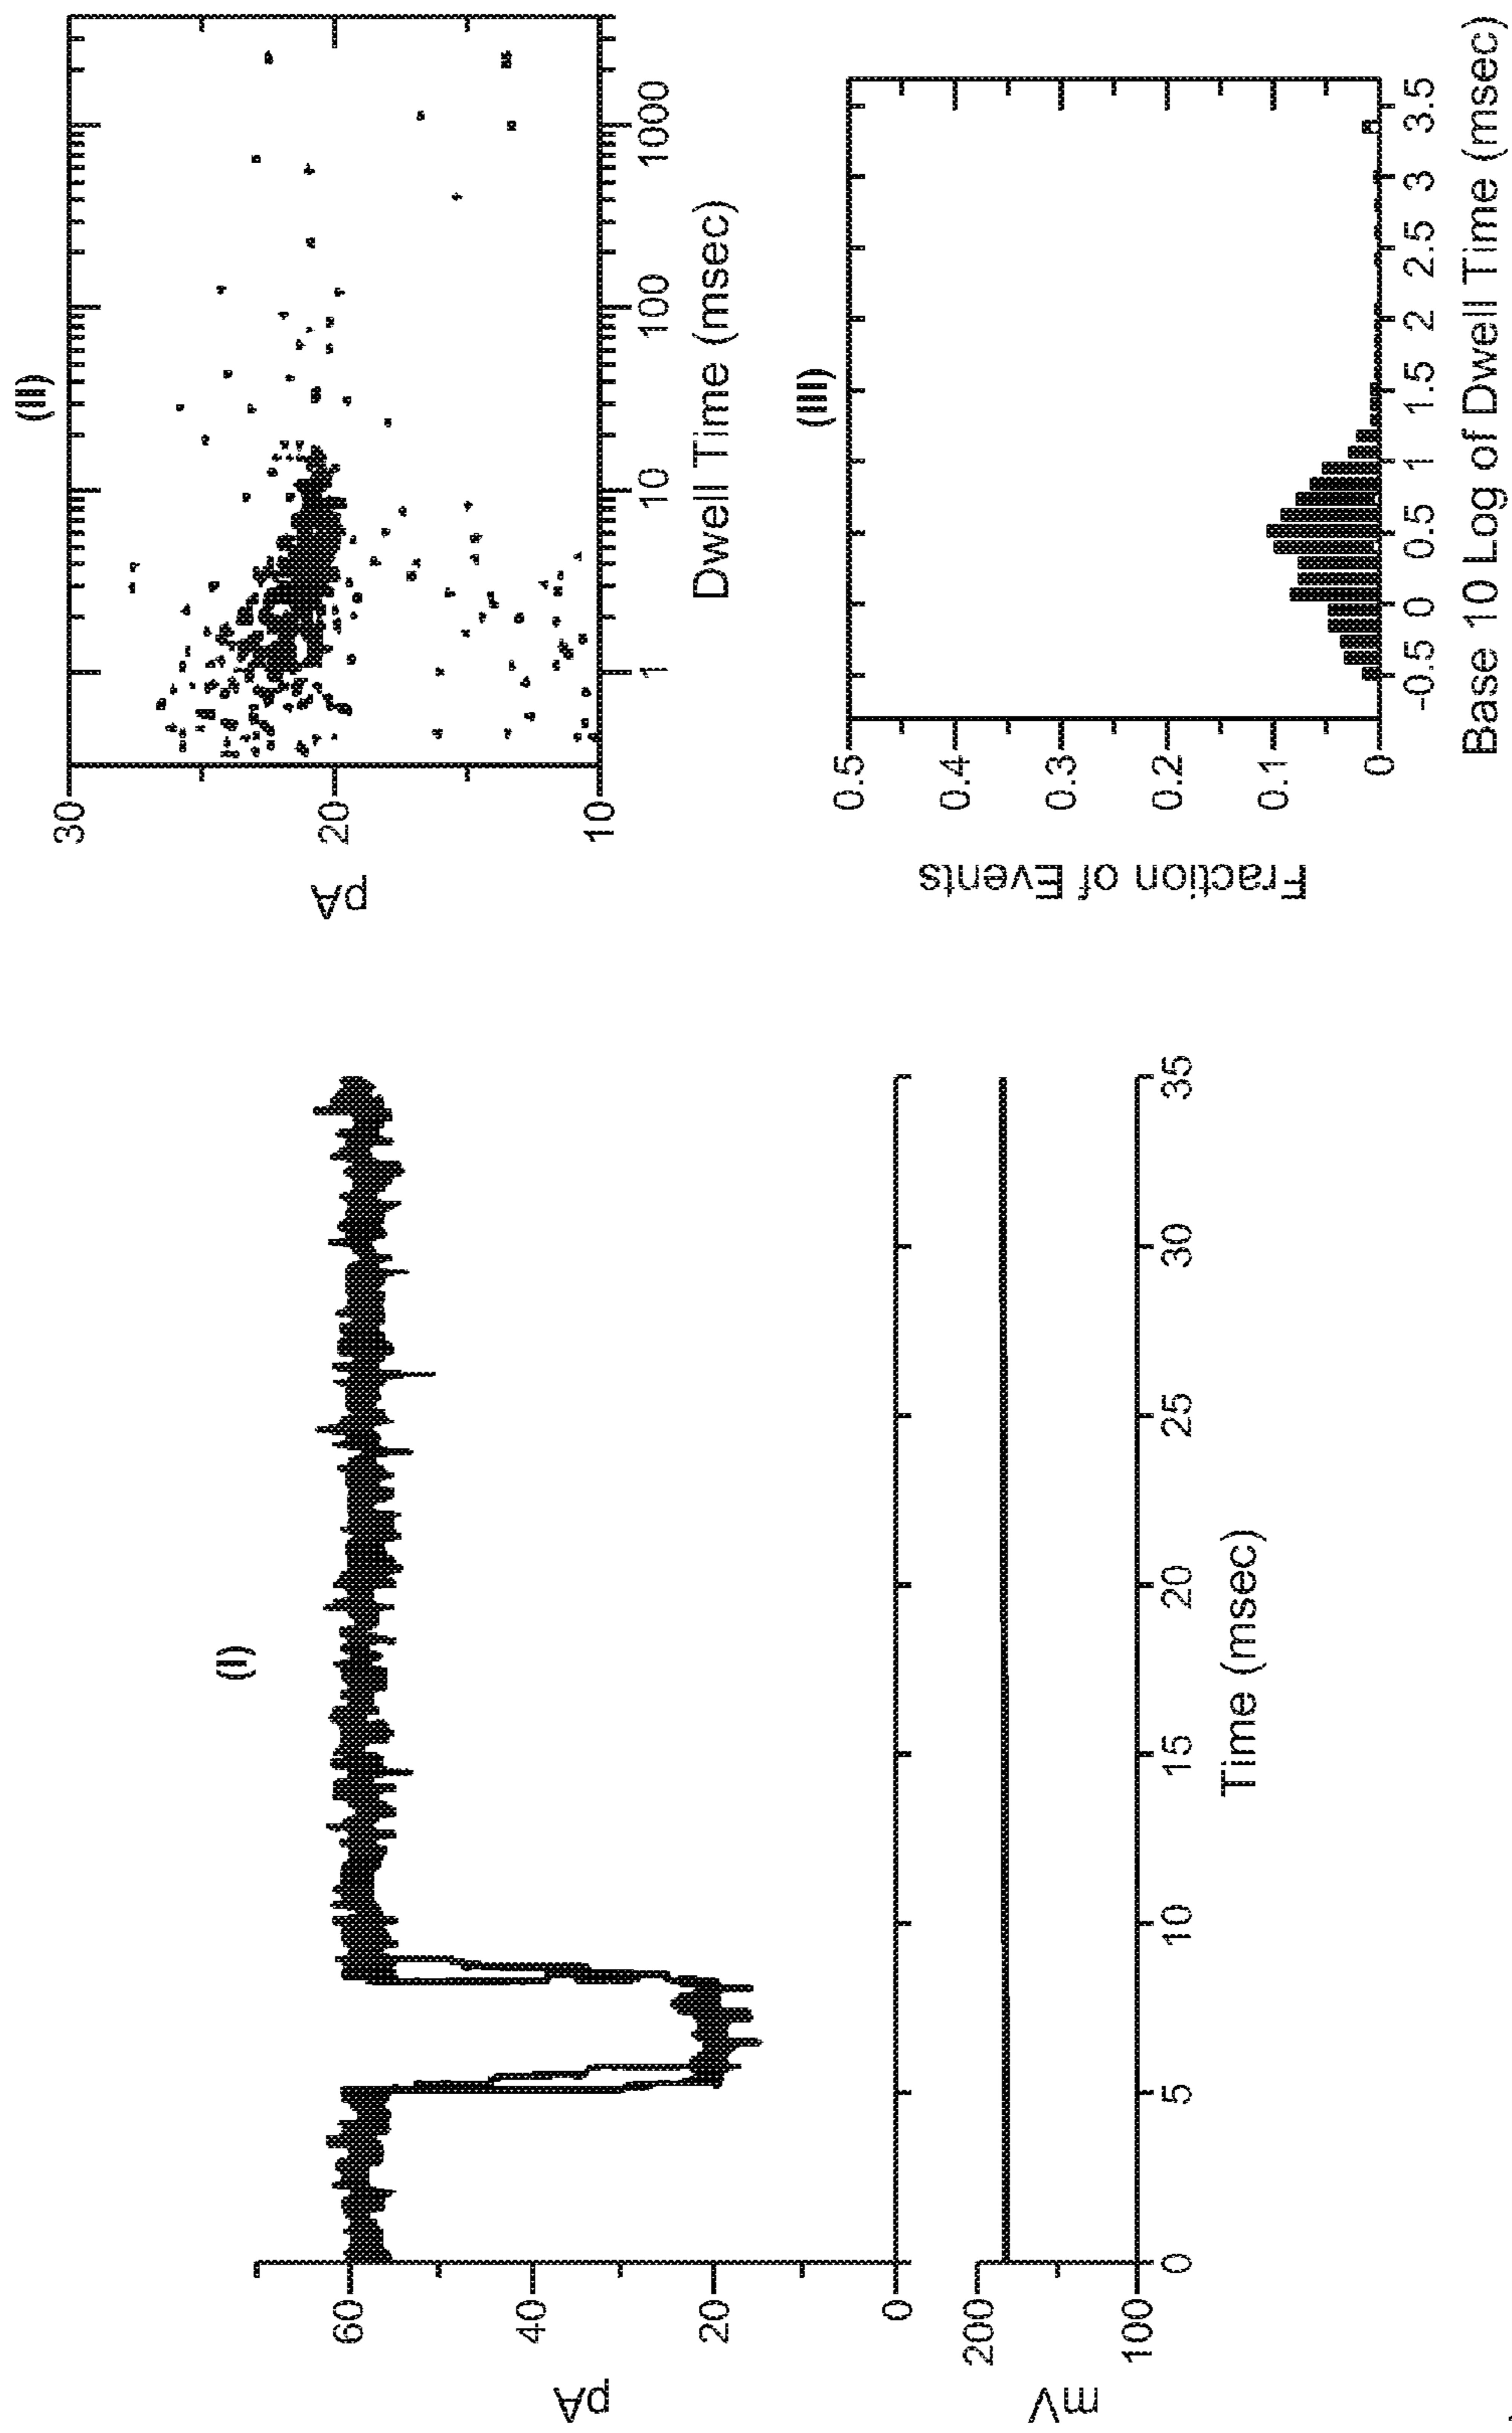 (I)
60
40
20
0
pA
200
100
mV
0 5 10 15 20 25 30 35
Time (msec)
(II)
30
20
10
pA
1 10 100 1000
Dwell Time (msec)
(III)
0.5
0.4
0.3
0.2
0.1
0
Fraction of Events
-0.5 0 0.5 1 1.5 2 2.5 3 3.5
Base 10 Log of Dwell Time (msec)